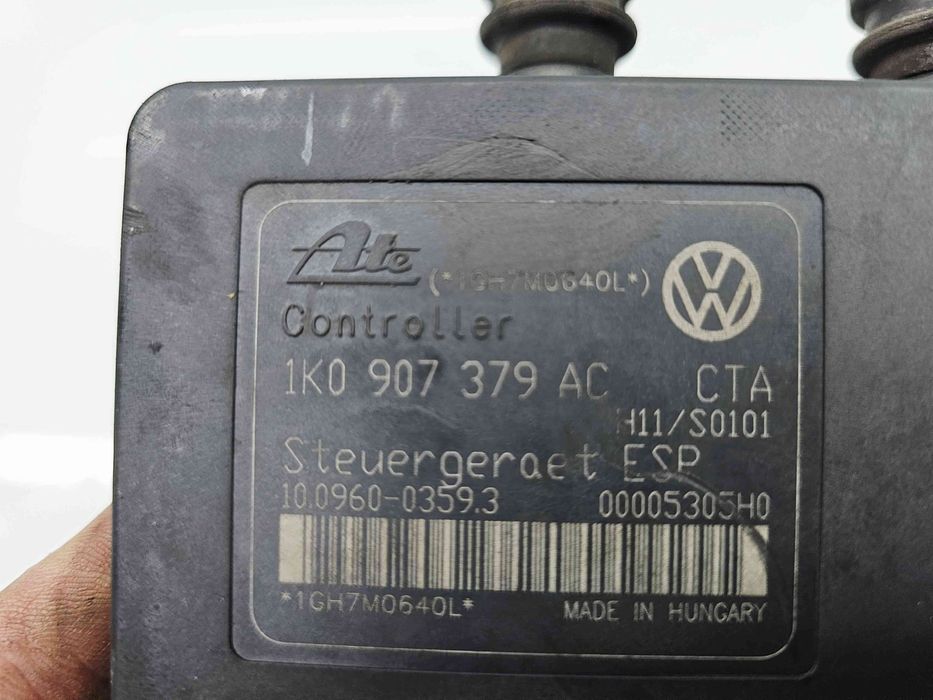 Ate (*1GH7M0640L*)
Controller
1K0 907 379 AC CTA
H11/S0101
Steuergeraet ESP
10.0960-0359.3 00005305H0
*1GH7M0640L* MADE IN HUNGARY